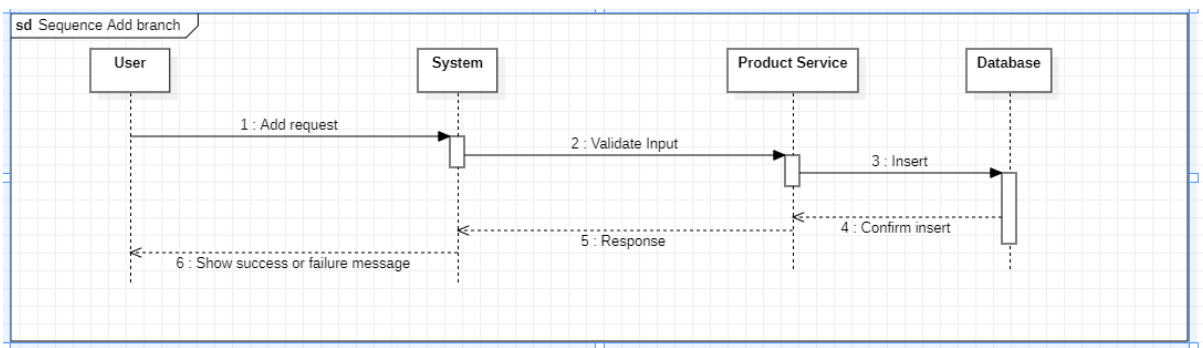 sd Sequence Add branch
User
System
Product Service
Database
1 : Add request
2 : Validate Input
3 : Insert
4 : Confirm insert
5 : Response
6 : Show success or failure message